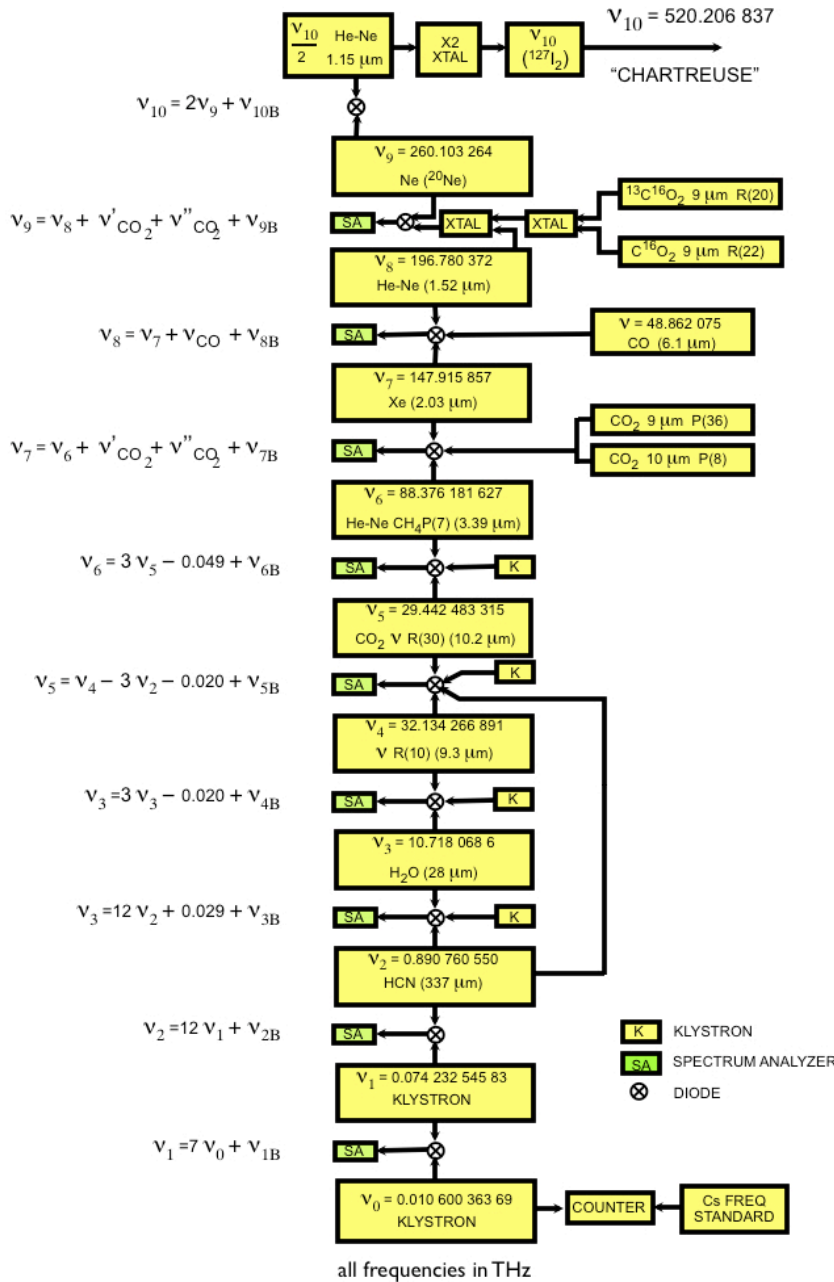 ν10/2 He-Ne
1.15 μm
X2
XTAL
ν10
(127I2)
ν10 = 520.206 837
“CHARTREUSE”
ν10 = 2ν9 + ν10B
ν9 = 260.103 264
Ne (20Ne)
ν9 = ν8 + ν'CO2 + ν"CO2 + ν9B
SA
XTAL
XTAL
13C16O2 9 μm R(20)
C16O2 9 μm R(22)
ν8 = 196.780 372
He-Ne (1.52 μm)
ν8 = ν7 + νCO + ν8B
SA
ν = 48.862 075
CO (6.1 μm)
ν7 = 147.915 857
Xe (2.03 μm)
ν7 = ν6 + ν'CO2 + ν"CO2 + ν7B
SA
CO2 9 μm P(36)
CO2 10 μm P(8)
ν6 = 88.376 181 627
He-Ne CH4P(7) (3.39 μm)
ν6 = 3 ν5 − 0.049 + ν6B
SA
K
ν5 = 29.442 483 315
CO2 ν R(30) (10.2 μm)
ν5 = ν4 − 3 ν2 − 0.020 + ν5B
SA
K
ν4 = 32.134 266 891
ν R(10) (9.3 μm)
ν3 =3 ν3 − 0.020 + ν4B
SA
K
ν3 = 10.718 068 6
H2O (28 μm)
ν3 =12 ν2 + 0.029 + ν3B
SA
K
ν2 = 0.890 760 550
HCN (337 μm)
ν2 =12 ν1 + ν2B
SA
K KLYSTRON
SA SPECTRUM ANALYZER
DIODE
ν1 = 0.074 232 545 83
KLYSTRON
ν1 =7 ν0 + ν1B
SA
ν0 = 0.010 600 363 69
KLYSTRON
COUNTER
Cs FREQ
STANDARD
all frequencies in THz